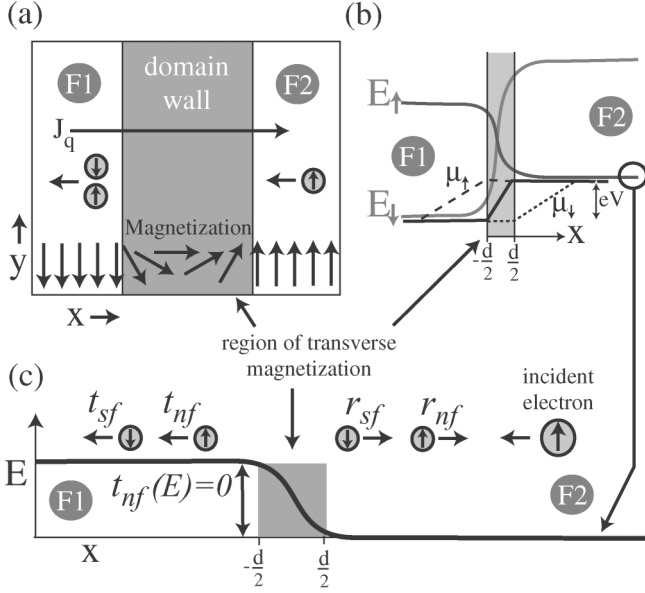 (a)
F1
domain
wall
F2
J_q
Magnetization
y
x
(b)
E↑
F1
E↓
F2
μ↑
μ↓
eV
x
-d/2
d/2
region of transverse
magnetization
(c)
t_sf
t_nf
r_sf
r_nf
incident
electron
E
F1
t_nf(E)=0
F2
x
-d/2
d/2